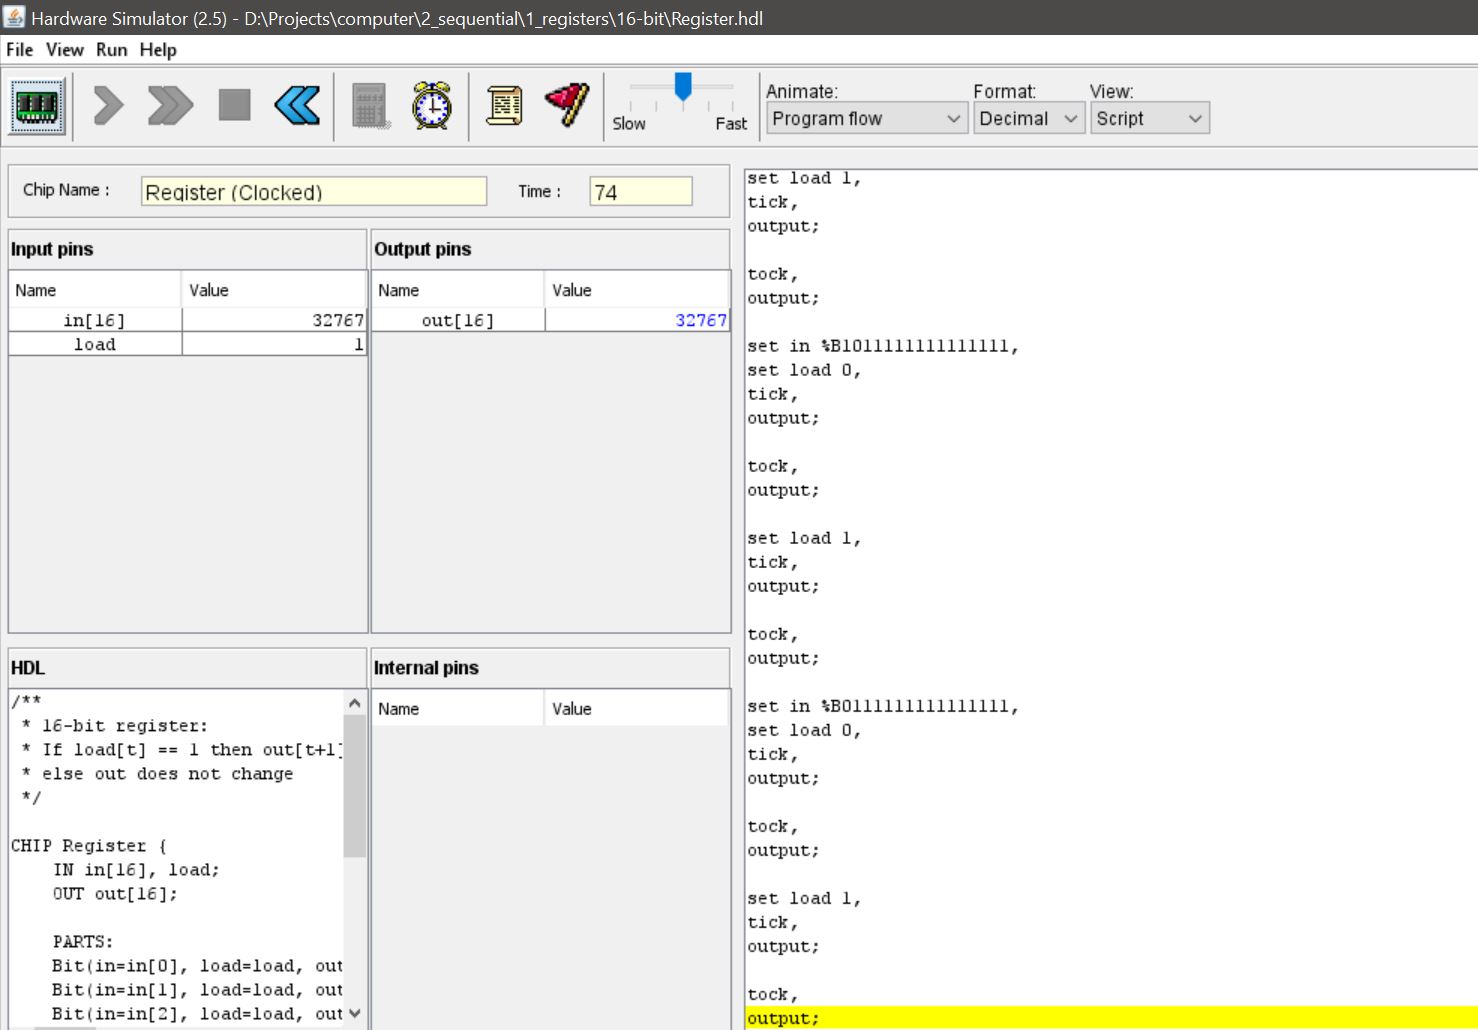 Hardware Simulator (2.5) - D:\Projects\computer\2_sequential\1_registers\16-bit\Register.hdl
File View Run Help
Slow
Fast
Animate:
Program flow
Format:
Decimal
View:
Script
Chip Name :
Register (Clocked)
Time :
74
Input pins
Name Value
in[16] 32767
load 1
Output pins
Name Value
out[16] 32767
HDL
/**
* 16-bit register:
* If load[t] == 1 then out[t+1]
* else out does not change
*/
CHIP Register {
IN in[16], load;
OUT out[16];
PARTS:
Bit(in=in[0], load=load, out
Bit(in=in[1], load=load, out
Bit(in=in[2], load=load, out
Internal pins
Name Value
set load 1,
tick,
output;
tock,
output;
set in %B1011111111111111,
set load 0,
tick,
output;
tock,
output;
set load 1,
tick,
output;
tock,
output;
set in %B0111111111111111,
set load 0,
tick,
output;
tock,
output;
set load 1,
tick,
output;
tock,
output;